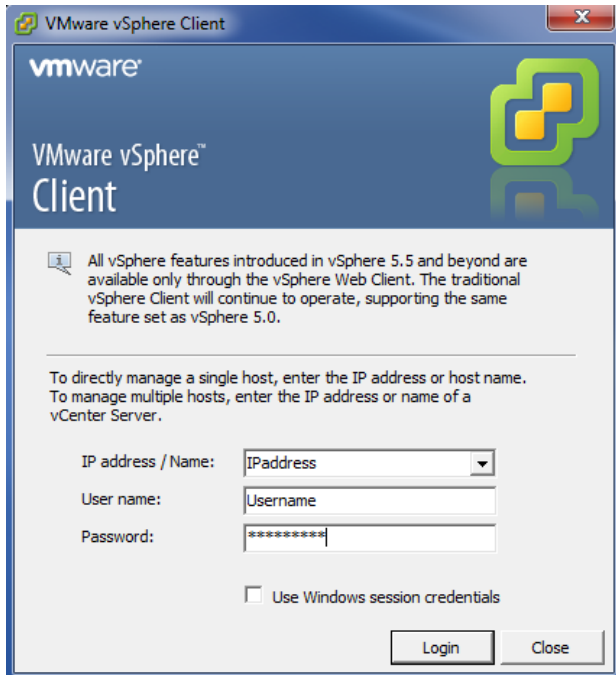 VMware vSphere Client
vmware®
VMware vSphere™
Client
All vSphere features introduced in vSphere 5.5 and beyond are
available only through the vSphere Web Client. The traditional
vSphere Client will continue to operate, supporting the same
feature set as vSphere 5.0.
To directly manage a single host, enter the IP address or host name.
To manage multiple hosts, enter the IP address or name of a
vCenter Server.
IP address / Name: IPaddress
User name: Username
Password: *********
Use Windows session credentials
Login Close